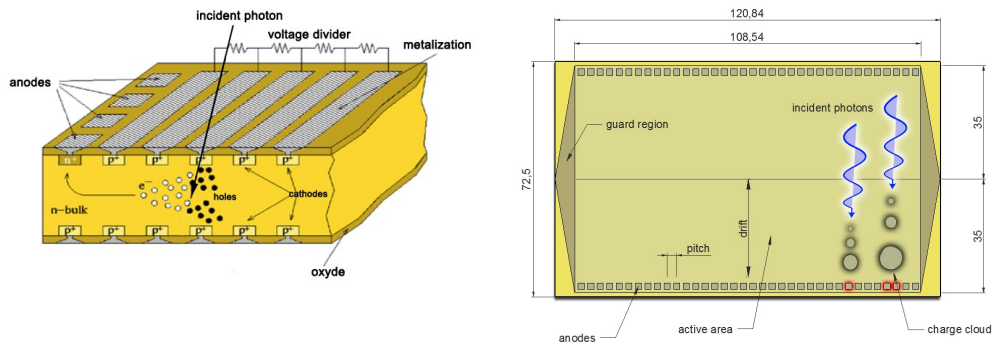 incident photon
voltage divider
metalization
anodes
n+
p+
p+
p+
p+
p+
e−
holes
cathodes
n-bulk
p+
p+
p+
p+
p+
p+
oxyde
120,84
108,54
incident photons
guard region
35
72,5
drift
pitch
35
anodes
active area
charge cloud